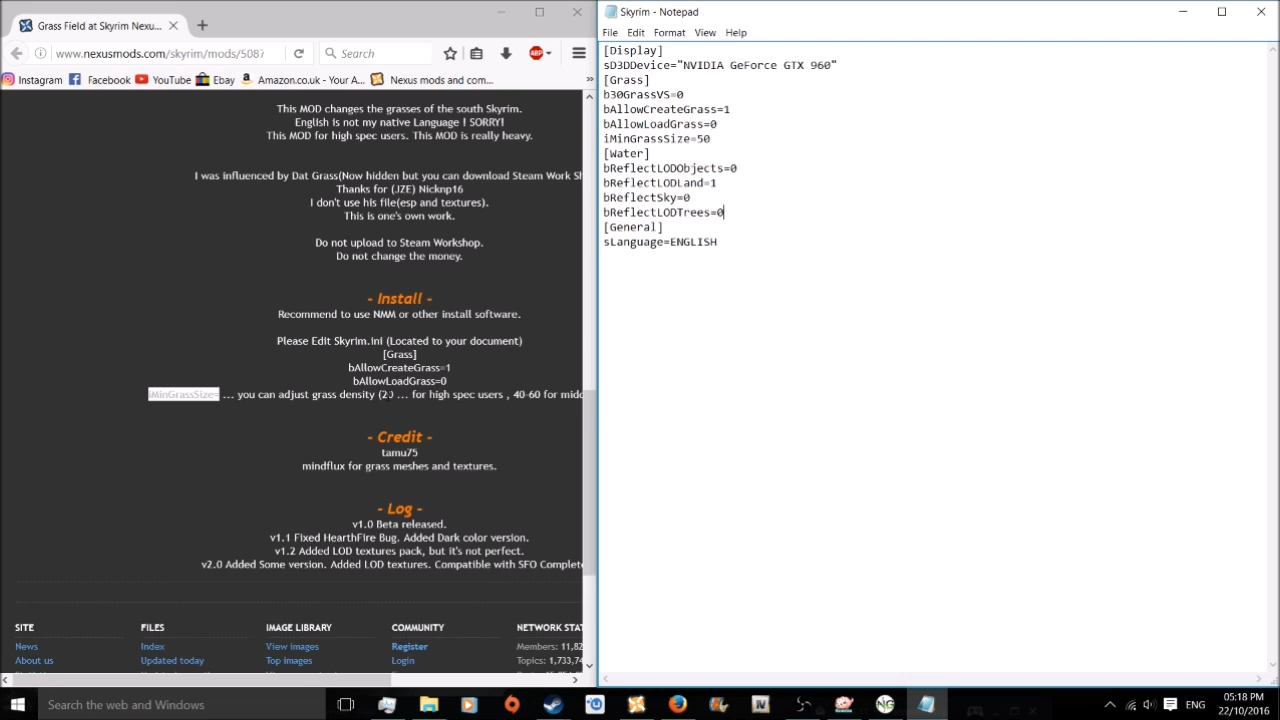 Grass Field at Skyrim Nexu...
www.nexusmods.com/skyrim/mods/5087
Search
ABP
Instagram
Facebook
YouTube
Ebay
Amazon.co.uk - Your A...
Nexus mods and com...
This MOD changes the grasses of the south Skyrim.
English is not my native Language ! SORRY!
This MOD for high spec users. This MOD is really heavy.
I was influenced by Dat Grass(Now hidden but you can download Steam Work Sh
Thanks for (JZE) Nicknp16
I don't use his file(esp and textures).
This is one's own work.
Do not upload to Steam Workshop.
Do not change the money.
- Install -
Recommend to use NMM or other install software.
Please Edit Skyrim.ini (Located to your document)
[Grass]
bAllowCreateGrass=1
bAllowLoadGrass=0
iMinGrassSize= ... you can adjust grass density (20 ... for high spec users , 40-60 for midd
- Credit -
tamu75
mindflux for grass meshes and textures.
- Log -
v1.0 Beta released.
v1.1 Fixed HearthFire Bug. Added Dark color version.
v1.2 Added LOD textures pack, but it's not perfect.
v2.0 Added Some version. Added LOD textures. Compatible with SFO Complete
SITE
FILES
IMAGE LIBRARY
COMMUNITY
NETWORK STAT
News
Index
View images
Register
Members: 11,82
About us
Updated today
Top images
Login
Topics: 1,733,74
Skyrim - Notepad
File Edit Format View Help
[Display]
sD3DDevice="NVIDIA GeForce GTX 960"
[Grass]
b30GrassVS=0
bAllowCreateGrass=1
bAllowLoadGrass=0
iMinGrassSize=50
[Water]
bReflectLODObjects=0
bReflectLODLand=1
bReflectSky=0
bReflectLODTrees=0
[General]
sLanguage=ENGLISH
Search the web and Windows
ENG
05:18 PM
22/10/2016